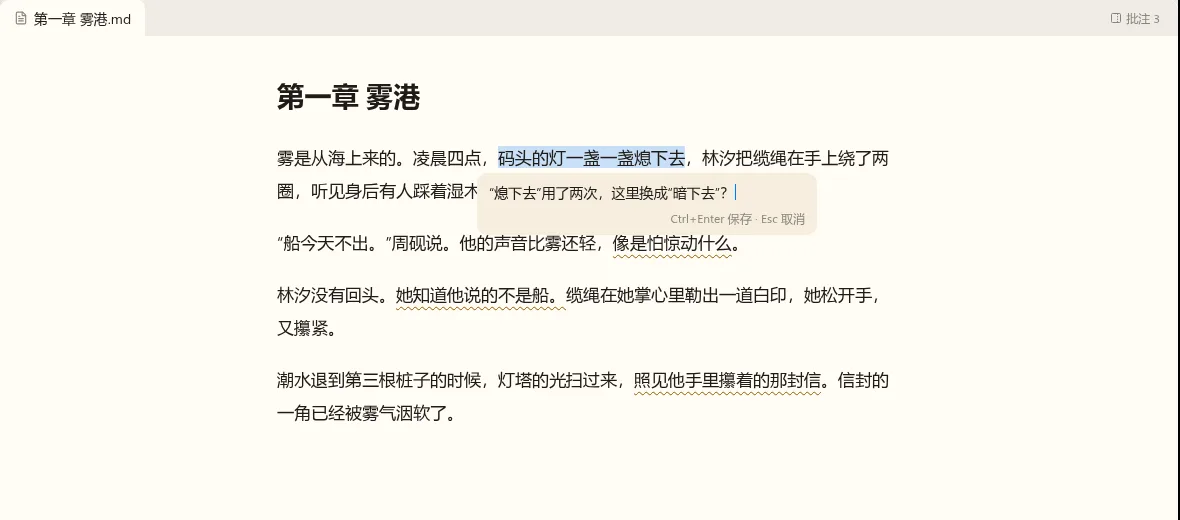 第一章 雾港.md
批注 3
第一章 雾港
雾是从海上来的。凌晨四点，码头的灯一盏一盏熄下去，林汐把缆绳在手上绕了两
圈，听见身后有人踩着湿木
“熄下去”用了两次，这里换成“暗下去”？
Ctrl+Enter 保存 · Esc 取消
“船今天不出。”周砚说。他的声音比雾还轻，像是怕惊动什么。
林汐没有回头。她知道他说的不是船。缆绳在她掌心里勒出一道白印，她松开手，
又攥紧。
潮水退到第三根桩子的时候，灯塔的光扫过来，照见他手里攥着的那封信。信封的
一角已经被雾气洇软了。